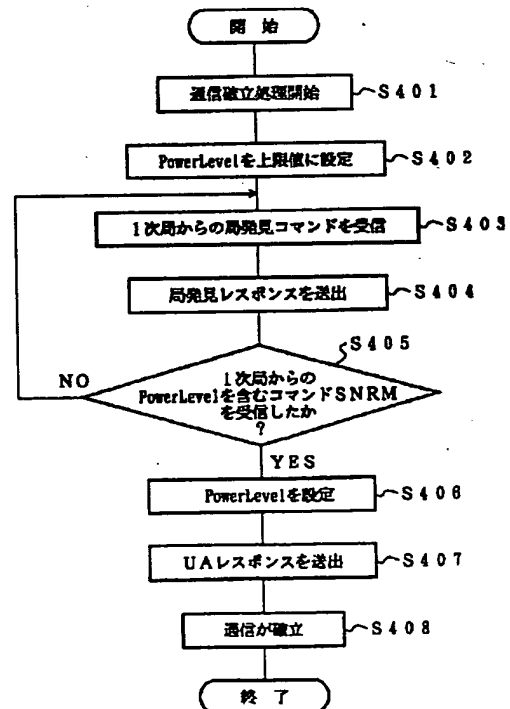 開 始
通信確立処理開始
S401
PowerLevelを上限値に設定
S402
1次局からの局発見コマンドを受信
S403
局発見レスポンスを送出
S404
S405
1次局からの
PowerLevelを含むコマンドSNRM
を受信したか
?
NO
YES
PowerLevelを設定
S406
UAレスポンスを送出
S407
通信が確立
S408
終 了